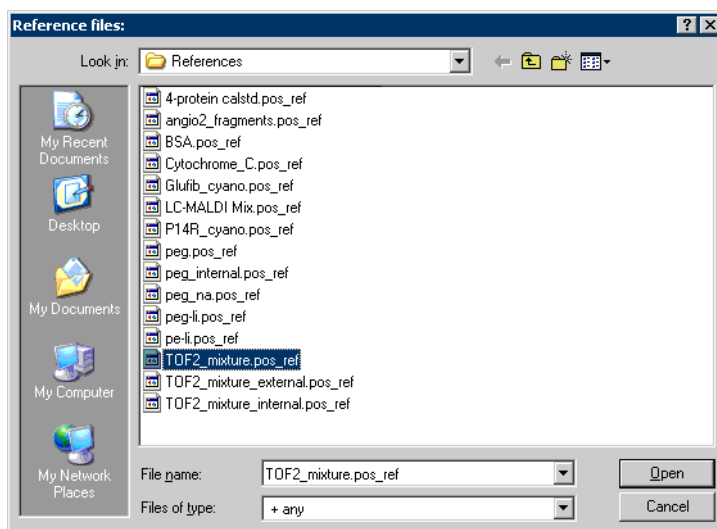 Reference files:
Look in: References
My Recent
Documents
Desktop
My Documents
My Computer
My Network
Places
4-protein calstd.pos_ref
angio2_fragments.pos_ref
BSA.pos_ref
Cytochrome_C.pos_ref
Glufib_cyano.pos_ref
LC-MALDI Mix.pos_ref
P14R_cyano.pos_ref
peg.pos_ref
peg_internal.pos_ref
peg_na.pos_ref
peg-li.pos_ref
pe-li.pos_ref
TOF2_mixture.pos_ref
TOF2_mixture_external.pos_ref
TOF2_mixture_internal.pos_ref
File name: TOF2_mixture.pos_ref Open
Files of type: + any Cancel